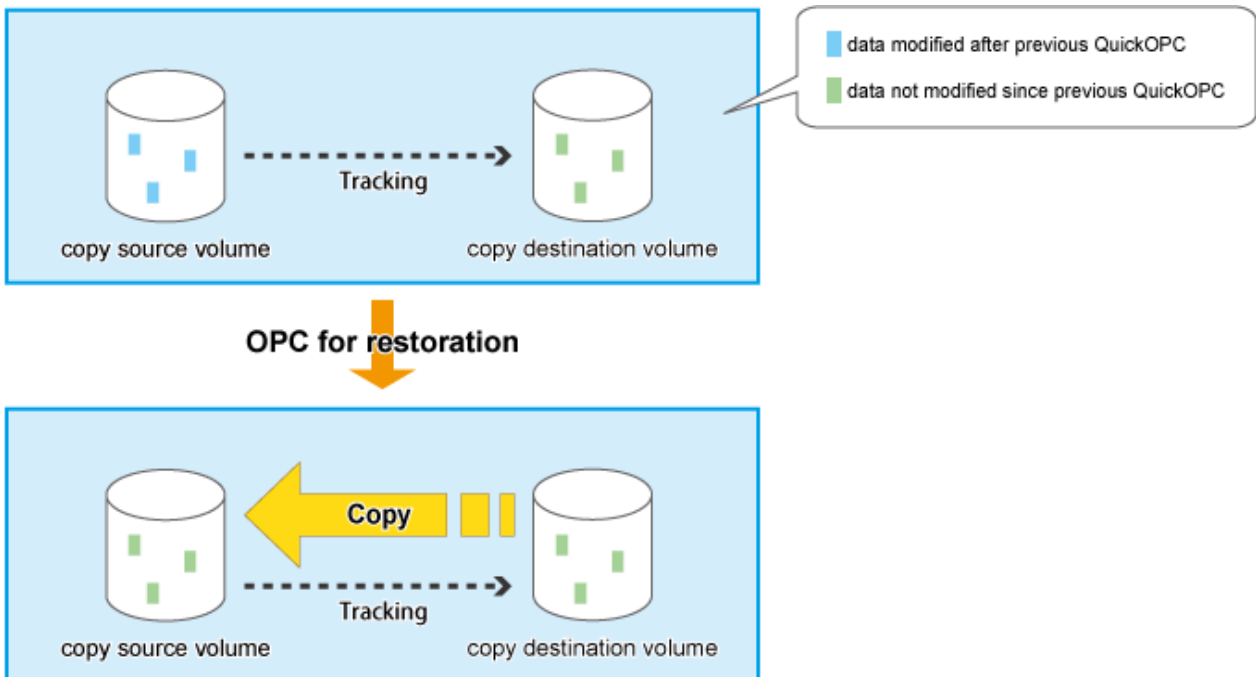 data modified after previous QuickOPC
data not modified since previous QuickOPC
Tracking
copy source volume
copy destination volume
OPC for restoration
Copy
Tracking
copy source volume
copy destination volume